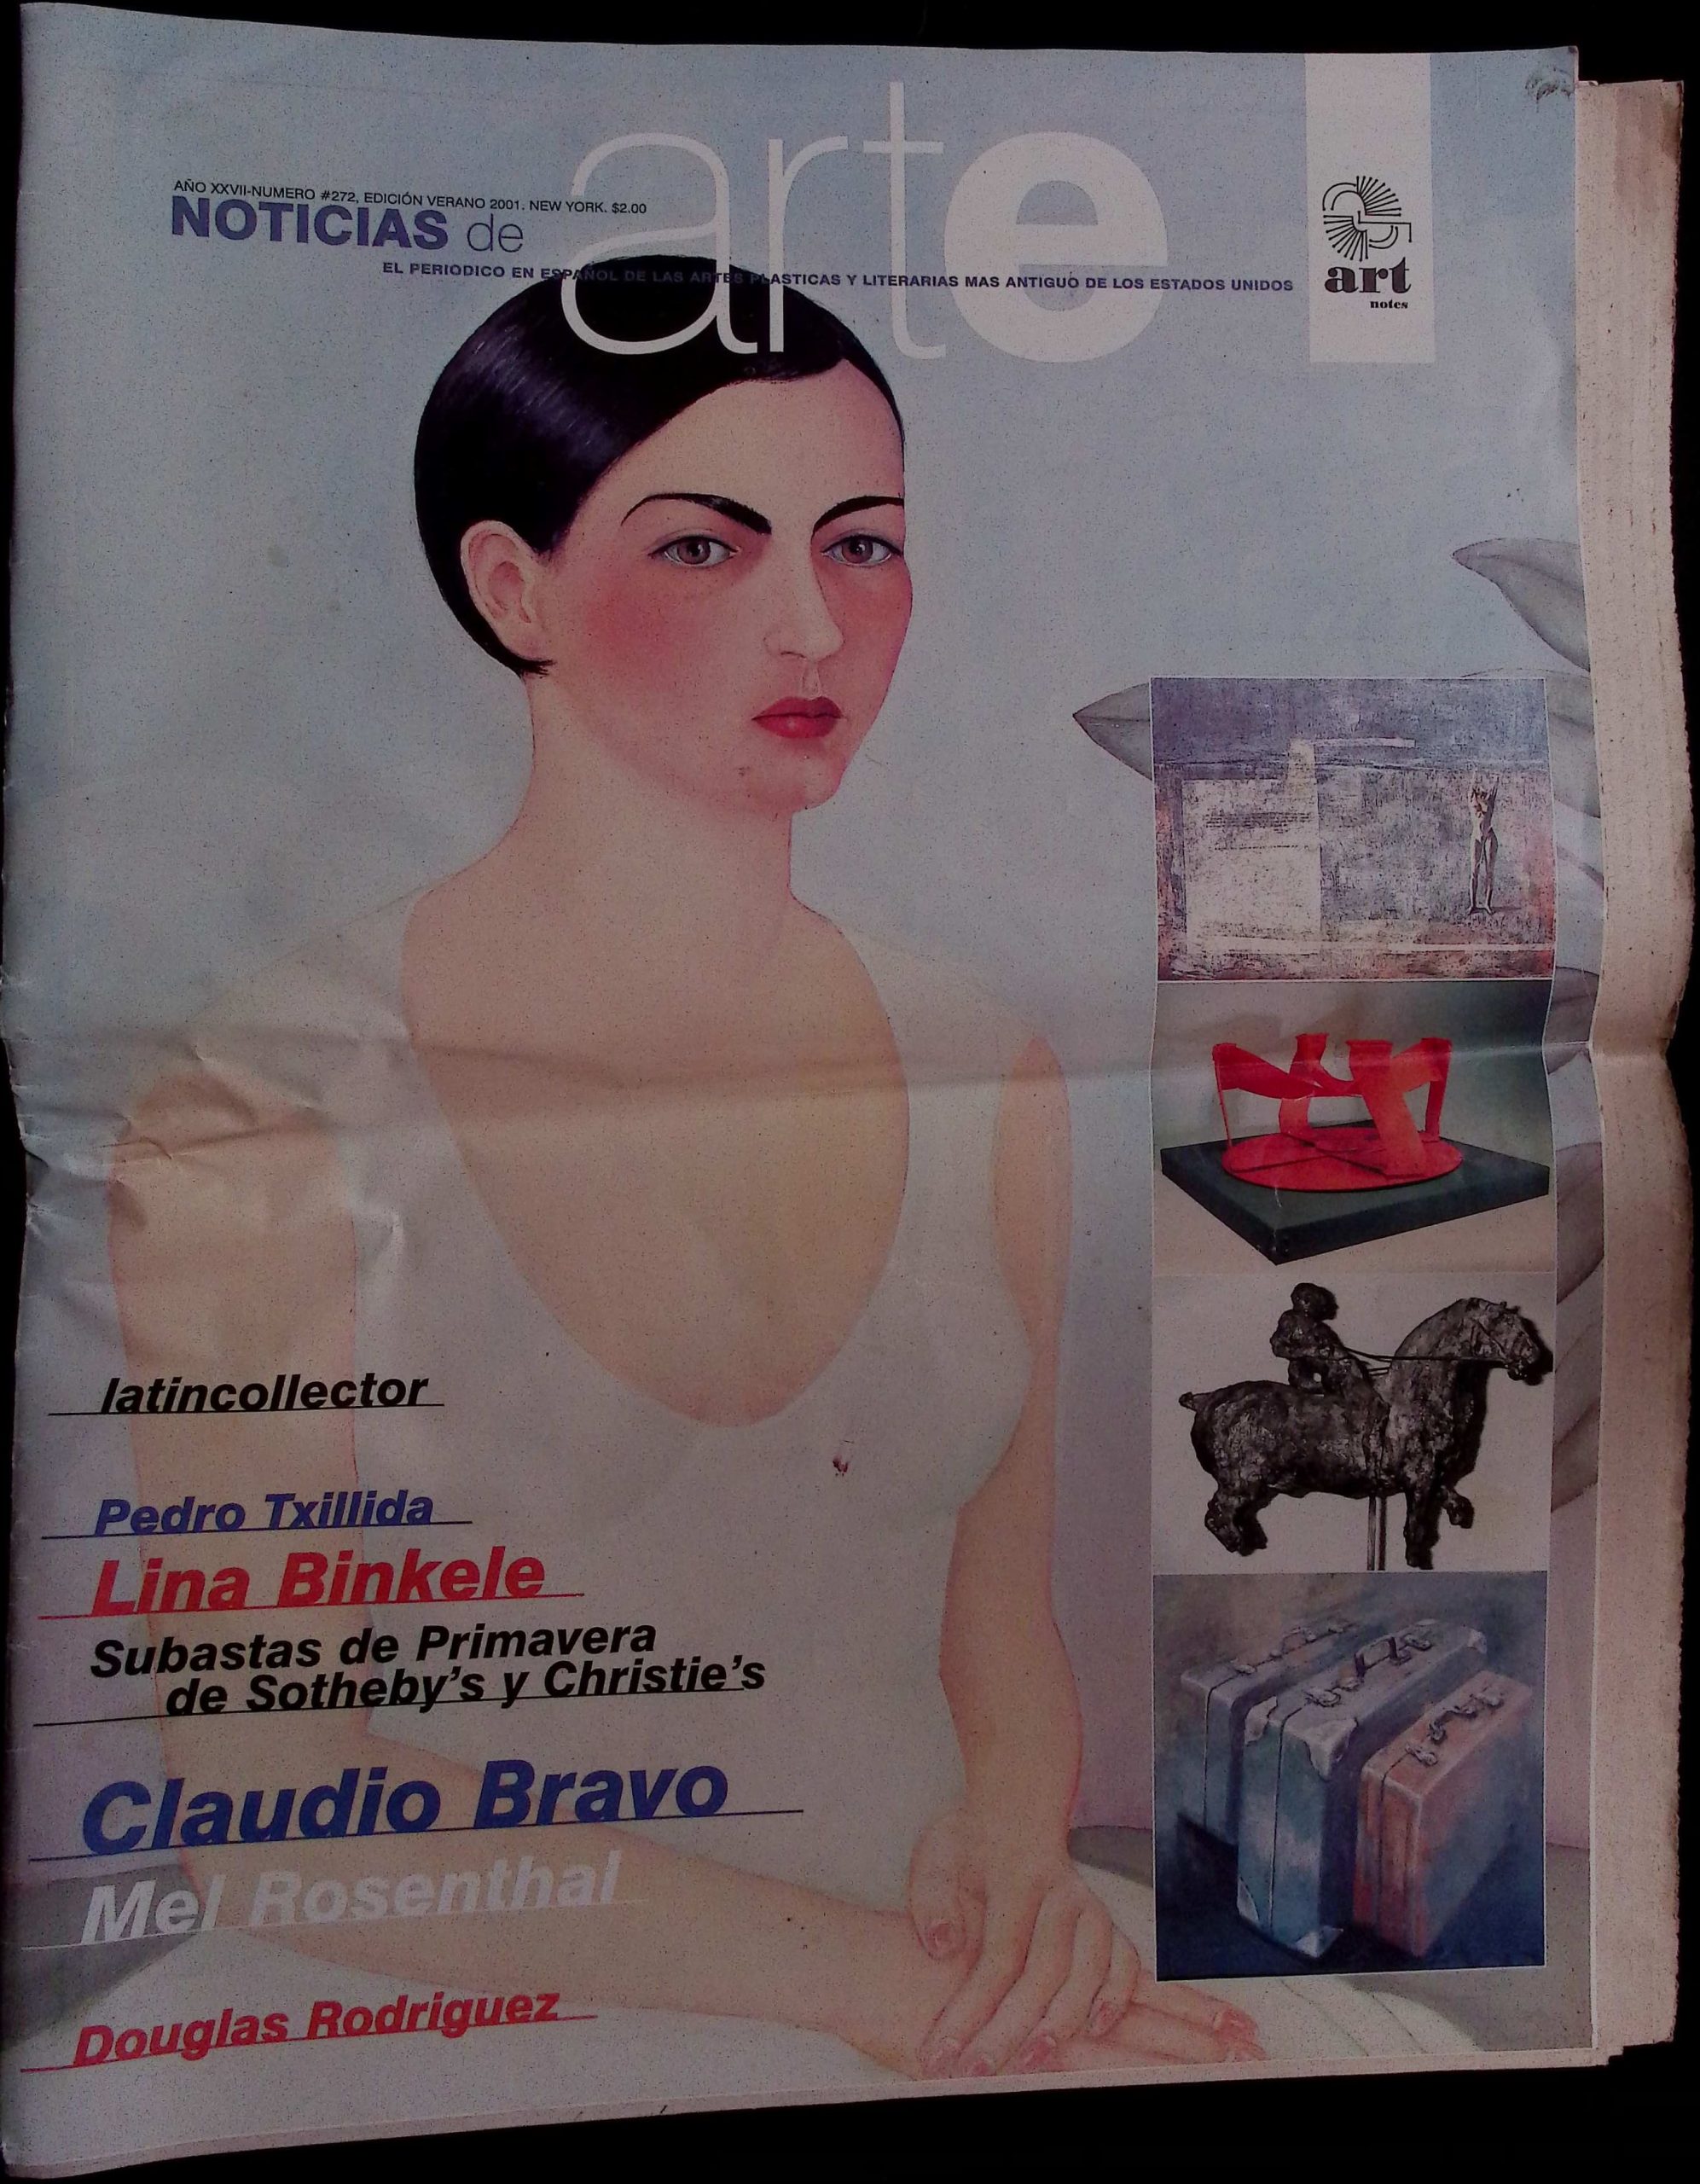 AÑO XXVII-NUMERO #272, EDICIÓN VERANO 2001. NEW YORK. $2.00
NOTICIAS de arte
EL PERIODICO EN ESPAÑOL DE LAS ARTES PLASTICAS Y LITERARIAS MAS ANTIGUO DE LOS ESTADOS UNIDOS
art
notes
latincollector
Pedro Txillida
Lina Binkele
Subastas de Primavera
de Sotheby's y Christie's
Claudio Bravo
Mel Rosenthal
Douglas Rodriguez